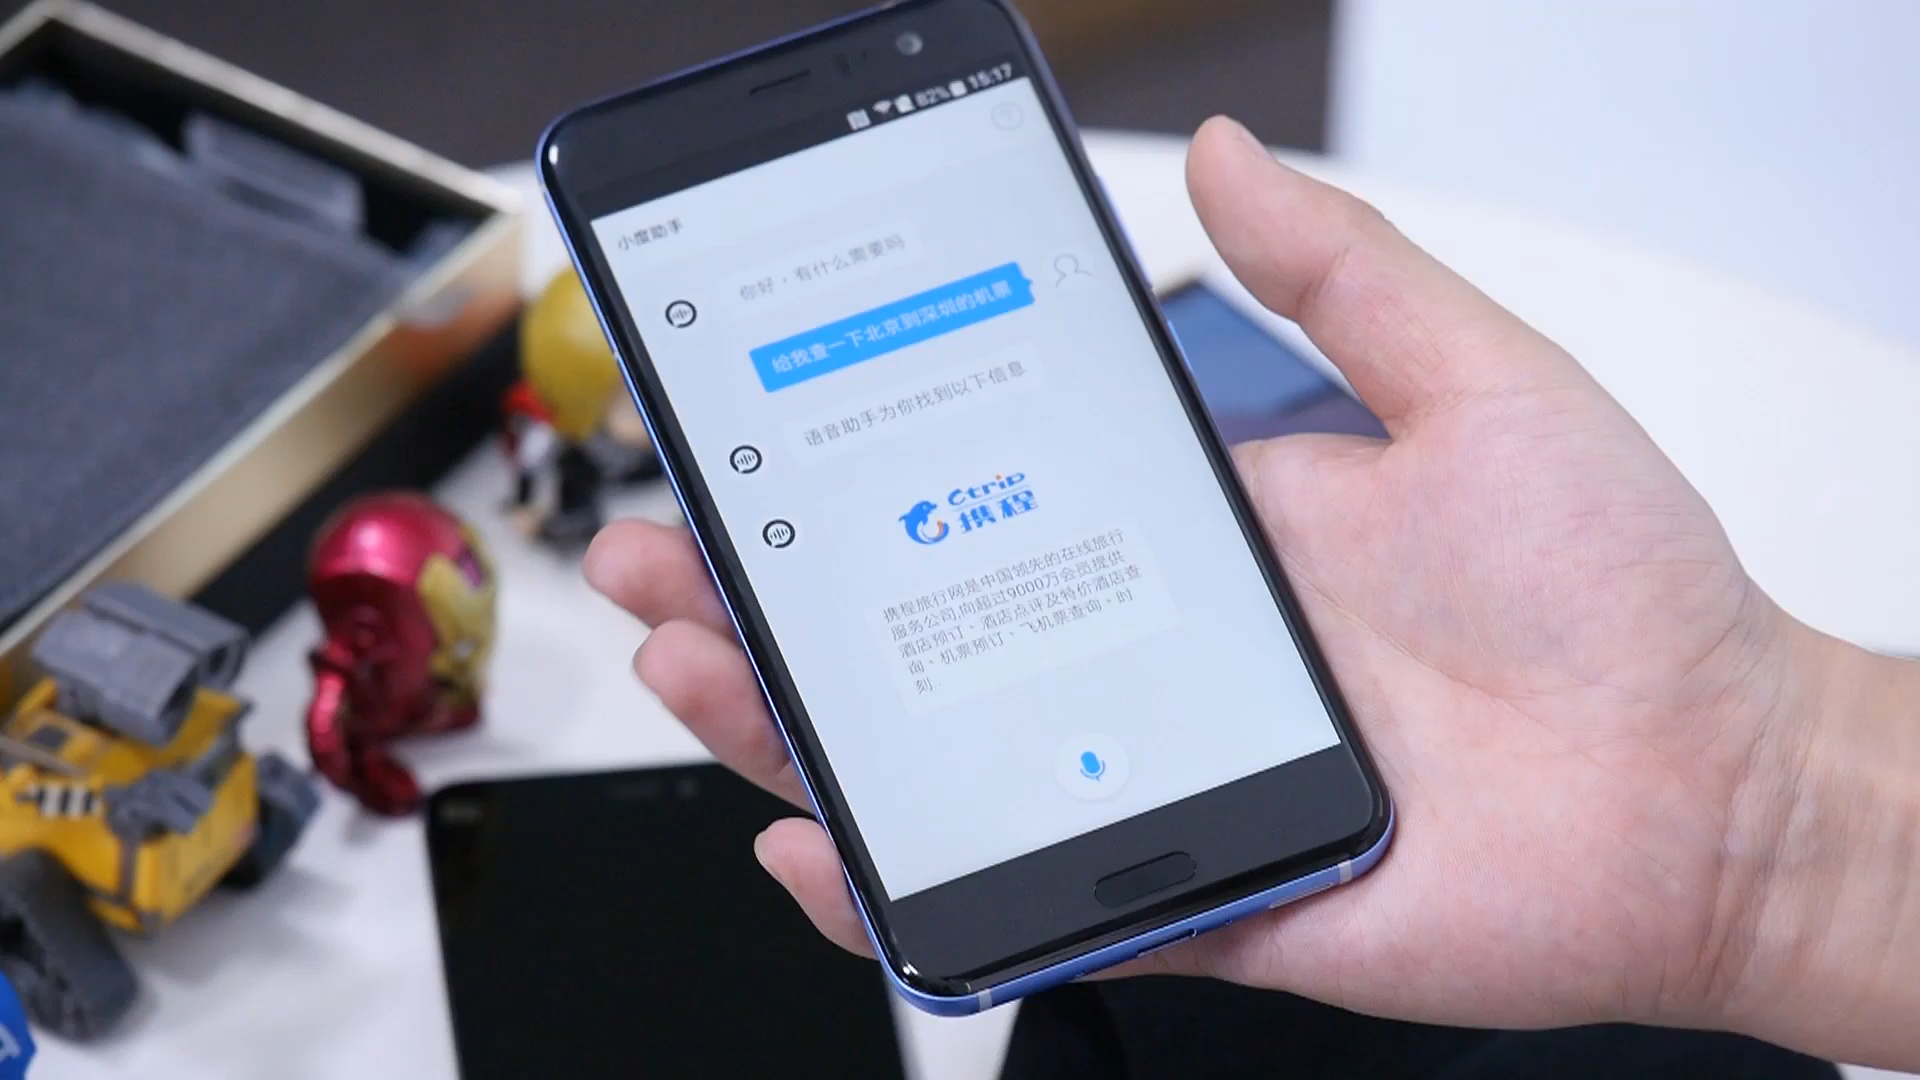 82% 15:17
小度助手
你好，有什么需要吗
给我查一下北京到深圳的机票
语音助手为你找到以下信息
Ctrip
携程
携程旅行网是中国领先的在线旅行
服务公司,向超过9000万会员提供
酒店预订、酒店点评及特价酒店查
询、机票预订、飞机票查询、时
刻..